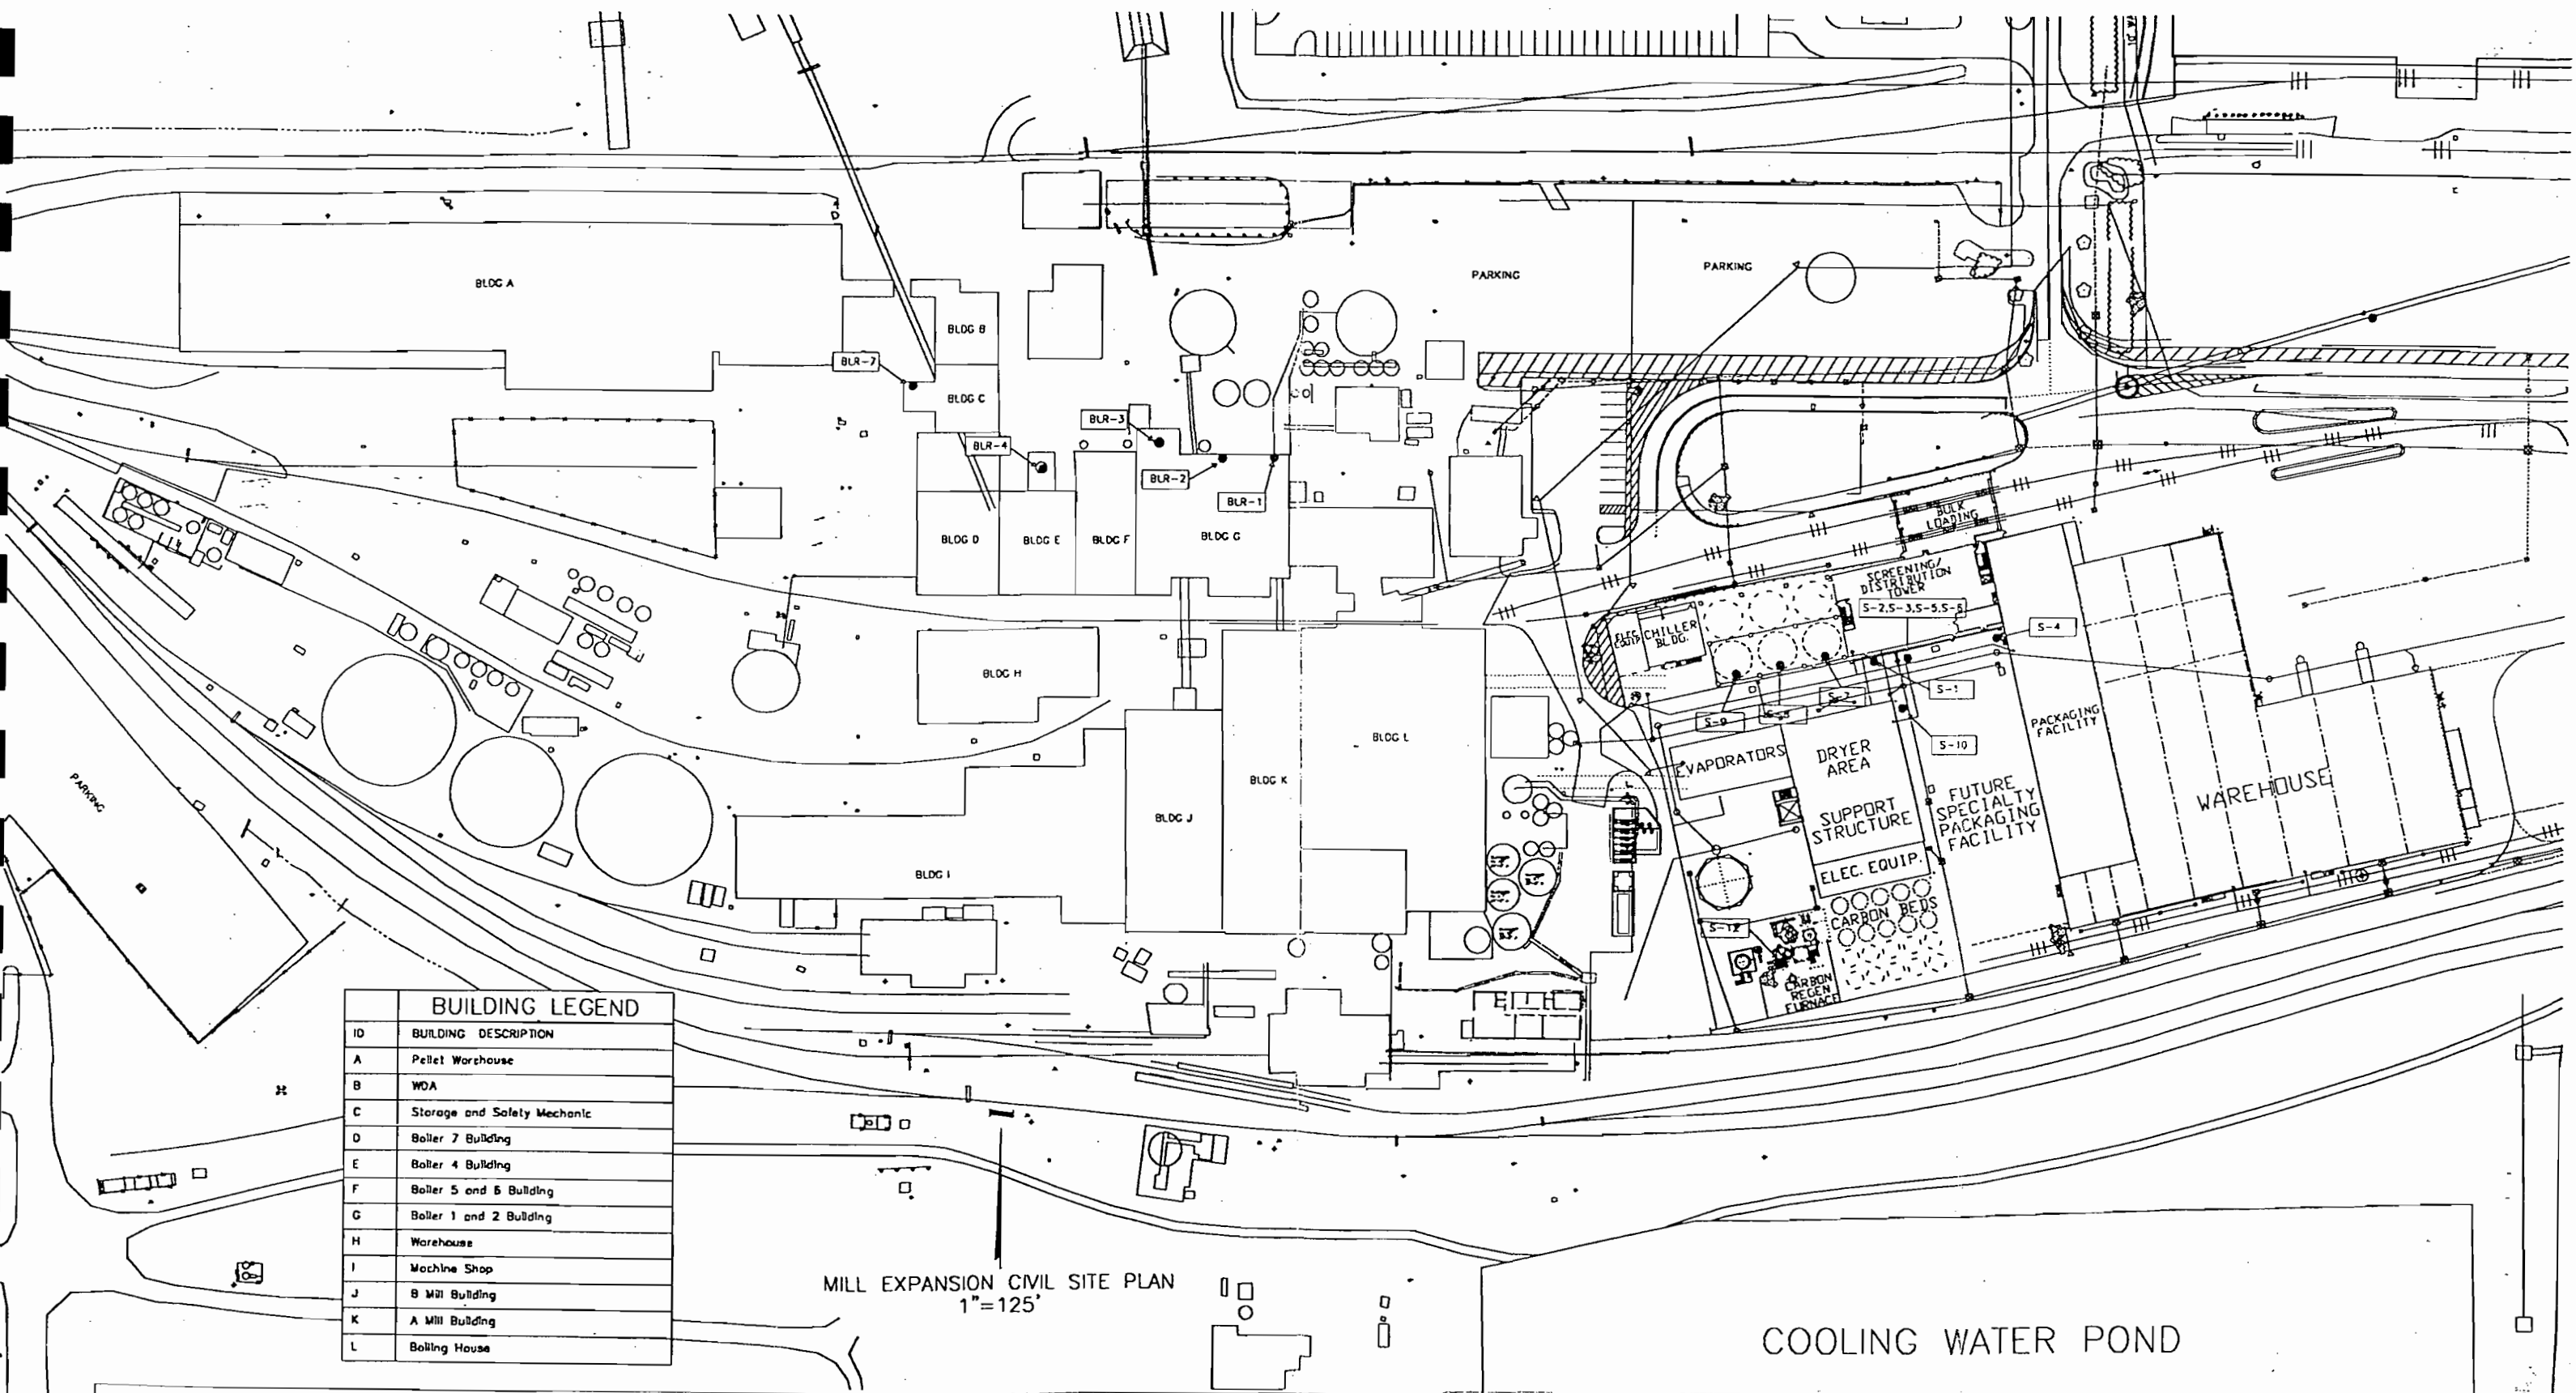 BLDG A
PARKING
PARKING
BLDG B
BLR-7
BLDG C
BLR-3
BLR-4
BLR-2
BLR-1
BLDG D
BLDG E
BLDG F
BLDG G
BULK
LOADING
SCREENING/
DISTRIBUTION
TOWER
S-2,S-3,S-5,S-6
S-4
ELEC
EQUIP
CHILLER
BLDG.
BLDG H
S-1
S-7
S-9
S-10
BLDG L
BLDG K
BLDG J
BLDG I
PARKING
EVAPORATORS
DRYER
AREA
SUPPORT
STRUCTURE
FUTURE
SPECIALTY
PACKAGING
FACILITY
PACKAGING
FACILITY
WAREHOUSE
ELEC. EQUIP.
CARBON BEDS
CARBON
REGEN
FURNACE
BUILDING LEGEND
ID BUILDING DESCRIPTION
A Pellet Warehouse
B WDA
C Storage and Safety Mechanic
D Boiler 7 Building
E Boiler 4 Building
F Boiler 5 and 6 Building
G Boiler 1 and 2 Building
H Warehouse
I Machine Shop
J B Mill Building
K A Mill Building
L Boiling House
MILL EXPANSION CIVIL SITE PLAN
1"=125'
COOLING WATER POND